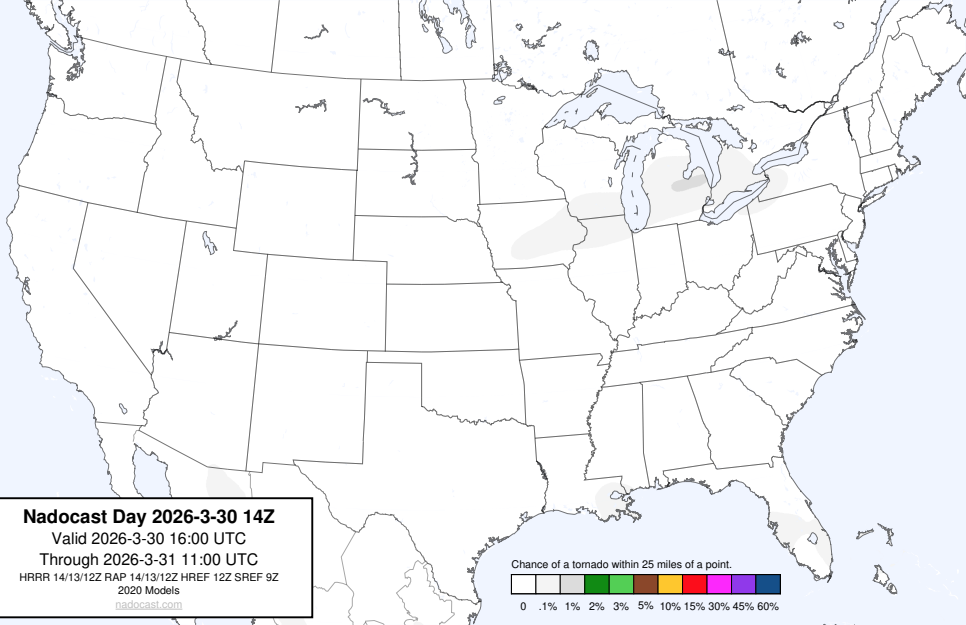 Nadocast Day 2026-3-30 14Z
Valid 2026-3-30 16:00 UTC
Through 2026-3-31 11:00 UTC
HRRR 14/13/12Z RAP 14/13/12Z HREF 12Z SREF 9Z
2020 Models
nadocast.com
Chance of a tornado within 25 miles of a point.
0 .1% 1% 2% 3% 5% 10% 15% 30% 45% 60%